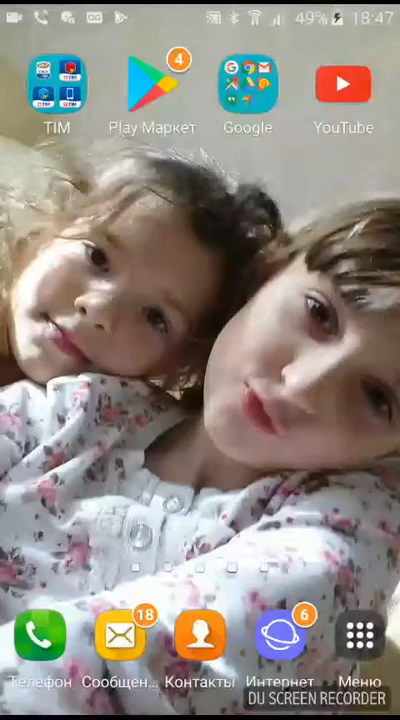 49% 18:47
4
TIM Play Маркет Google YouTube
18 6
Телефон Сообщен... Контакты Интернет Меню
DU SCREEN RECORDER